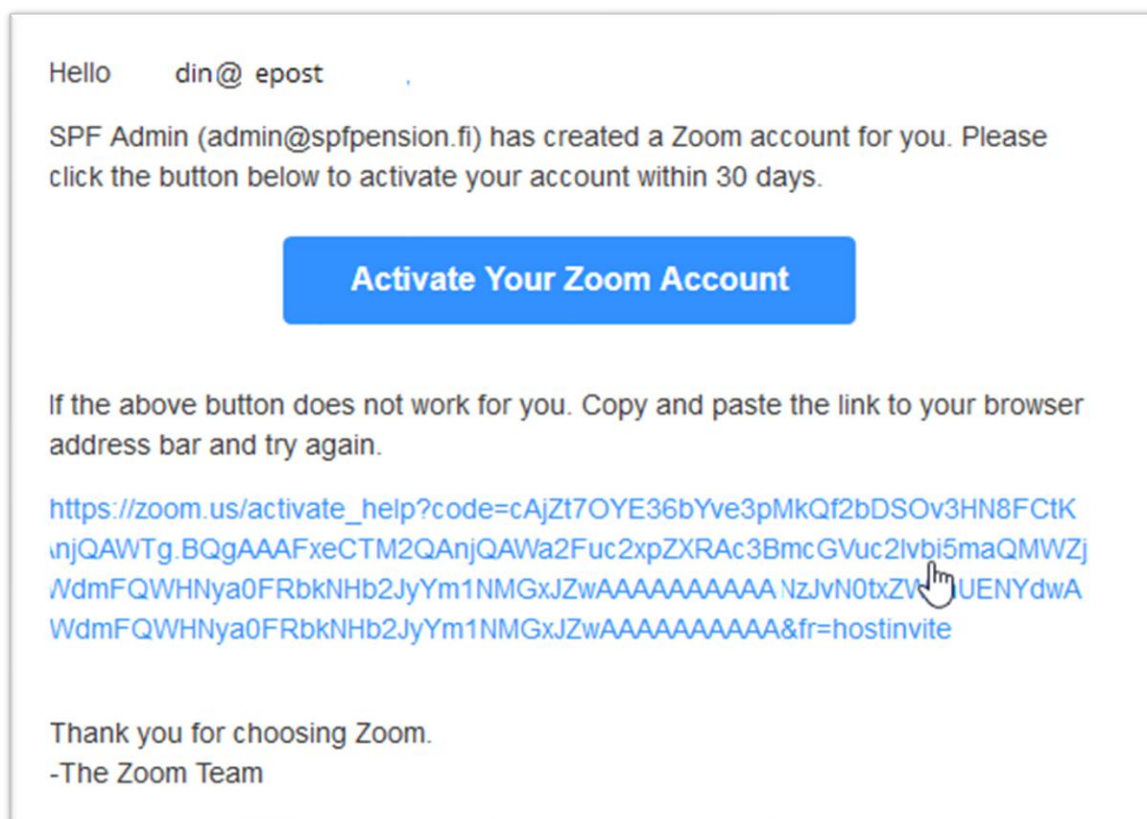 Hello din@ epost ,
SPF Admin (admin@spfpension.fi) has created a Zoom account for you. Please
click the button below to activate your account within 30 days.
Activate Your Zoom Account
If the above button does not work for you. Copy and paste the link to your browser
address bar and try again.
https://zoom.us/activate_help?code=cAjZt7OYE36bYve3pMkQf2bDSOv3HN8FCtK
njQAWTg.BQgAAAFxeCTM2QAnjQAWa2Fuc2xpZXRAc3BmcGVuc2lvbi5maQMWZj
WdmFQWHNya0FRbkNHb2JyYm1NMGxJZwAAAAAAAAAA
WdmFQWHNya0FRbkNHb2JyYm1NMGxJZwAAAAAAAAAA&fr=hostinvite
Thank you for choosing Zoom.
-The Zoom Team